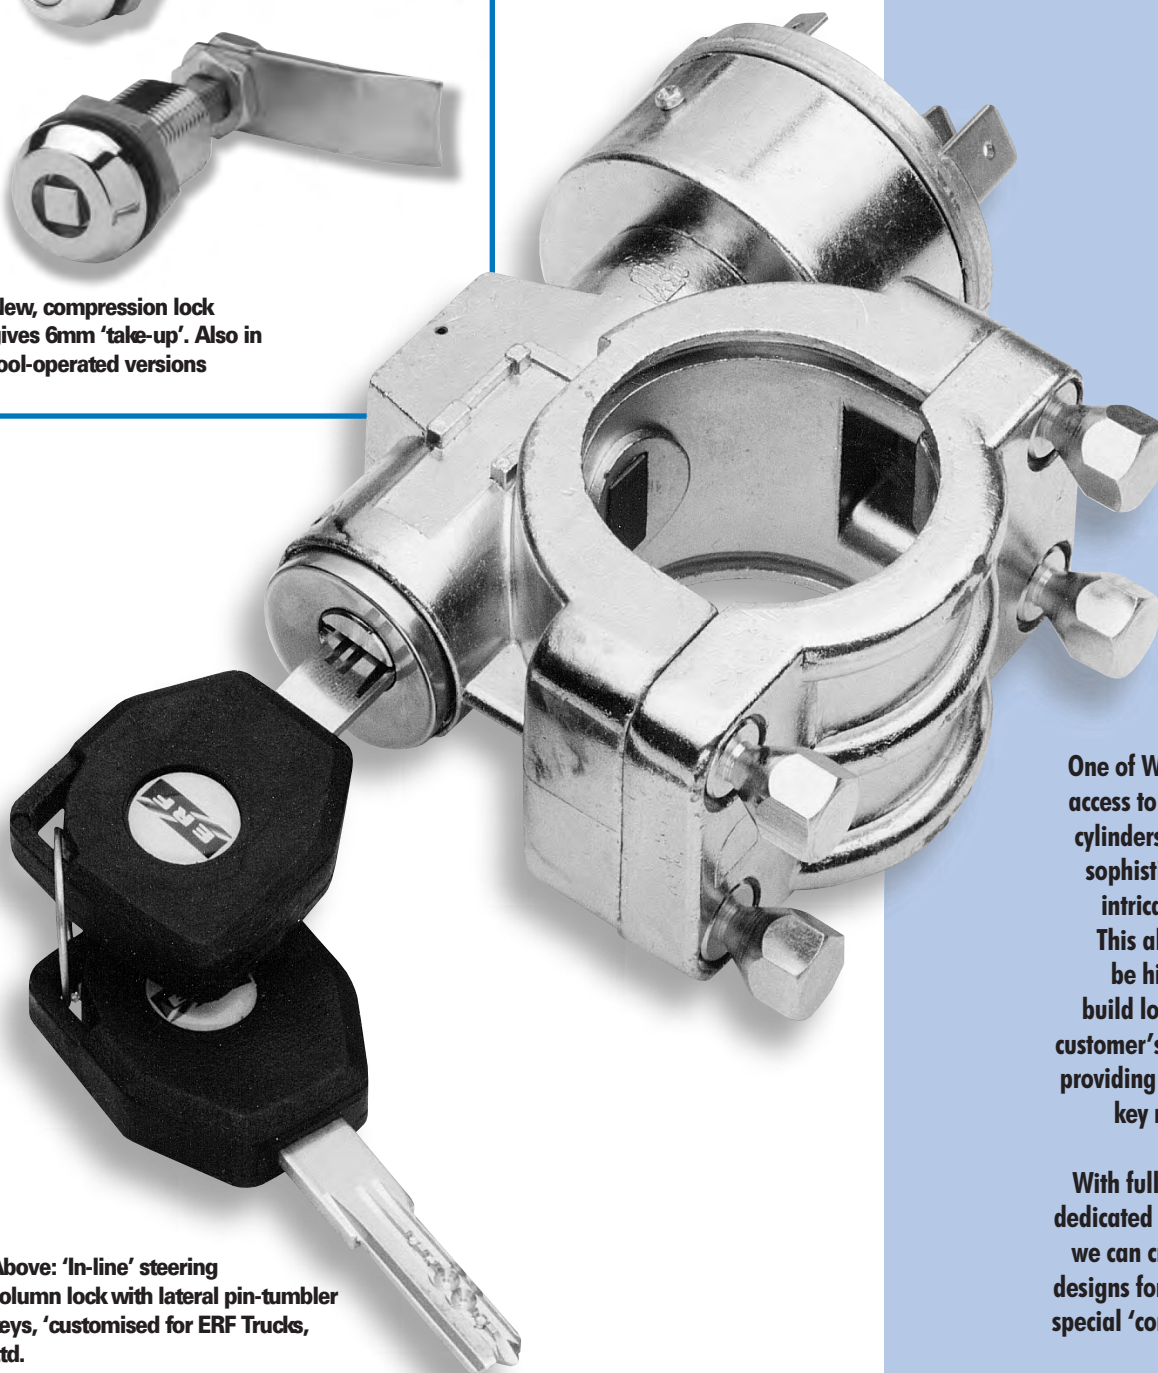 New, compression lock
gives 6mm ‘take-up’. Also in
tool-operated versions
ERF
ERF
Above: ‘In-line’ steering
column lock with lateral pin-tumbler
keys, ‘customised for ERF Trucks,
Ltd.
One of W
access to
cylinders
sophist
intrica
This al
be hi
build lo
customer’s
providing
key
With full
dedicated
we can c
designs for
special ‘co